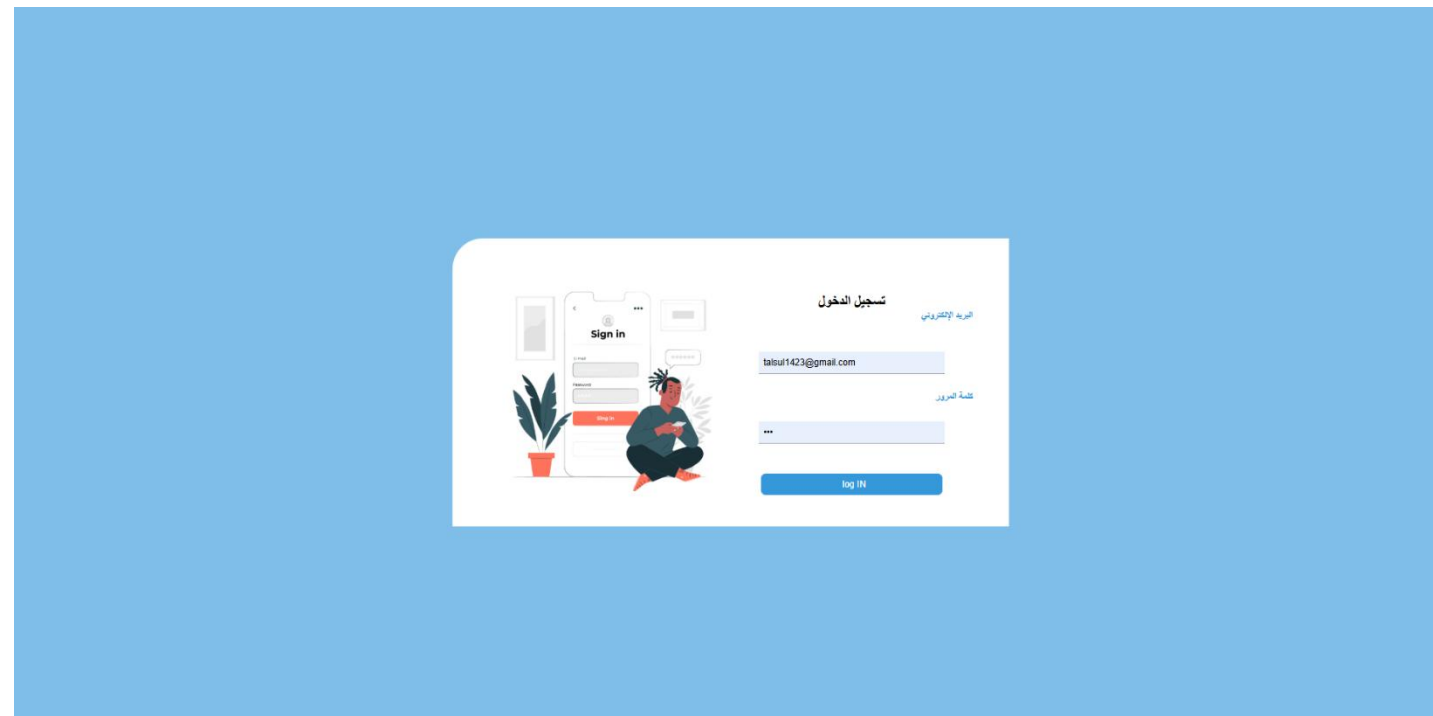 تسجيل الدخول
البريد الإلكتروني
talsul1423@gmail.com
كلمة المرور
•••
log IN
Sign in